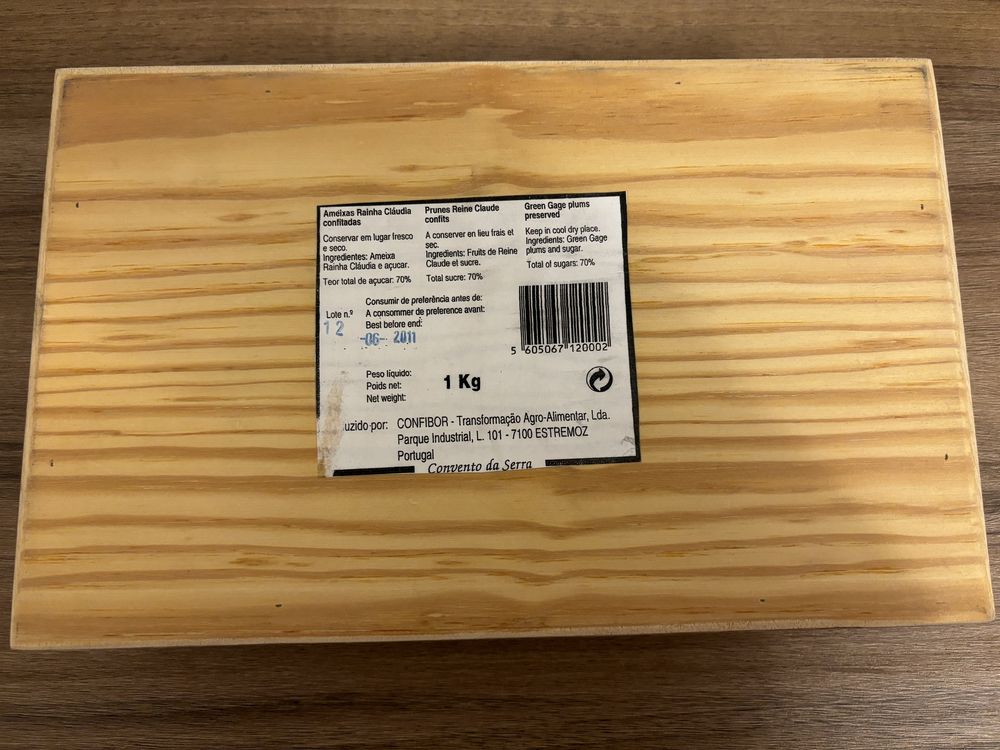 Ameixas Rainha Cláudia
confitadas
Conservar em lugar fresco
e seco.
Ingredientes: Ameixa
Rainha Cláudia e açucar.
Teor total de açucar: 70%
Prunes Reine Claude
confits
A conserver en lieu frais et
sec.
Ingredients: Fruits de Reine
Claude et sucre.
Total sucre: 70%
Green Gage plums
preserved
Keep in cool dry place.
Ingredients: Green Gage
plums and sugar.
Total of sugars: 70%
Lote n.º
12
Consumir de preferência antes de:
A consommer de preference avant:
Best before end:
-06- 2011
5 605067 120002
Peso líquido:
Poids net:
Net weight:
1 Kg
uzido por: CONFIBOR - Transformação Agro-Alimentar, Lda.
Parque Industrial, L. 101 - 7100 ESTREMOZ
Portugal
Convento da Serra